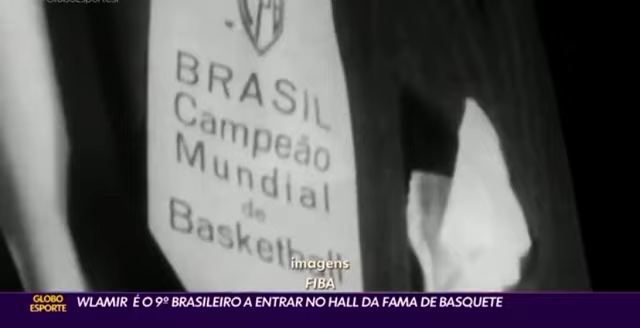 @GloboEsporteSP
BRASIL
Campeão
Mundial
de
Basketball
imagens
FIBA
GLOBO
ESPORTE
WLAMIR É O 9º BRASILEIRO A ENTRAR NO HALL DA FAMA DE BASQUETE